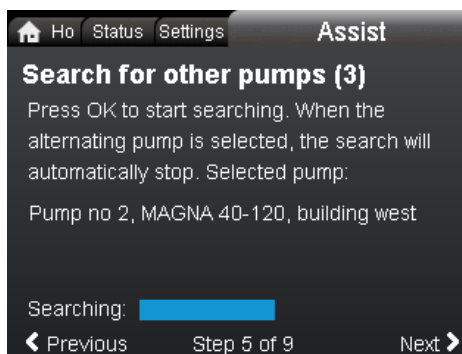 Ho Status Settings Assist
Search for other pumps (3)
Press OK to start searching. When the
alternating pump is selected, the search will
automatically stop. Selected pump:
Pump no 2, MAGNA 40-120, building west
Searching:
Previous Step 5 of 9 Next